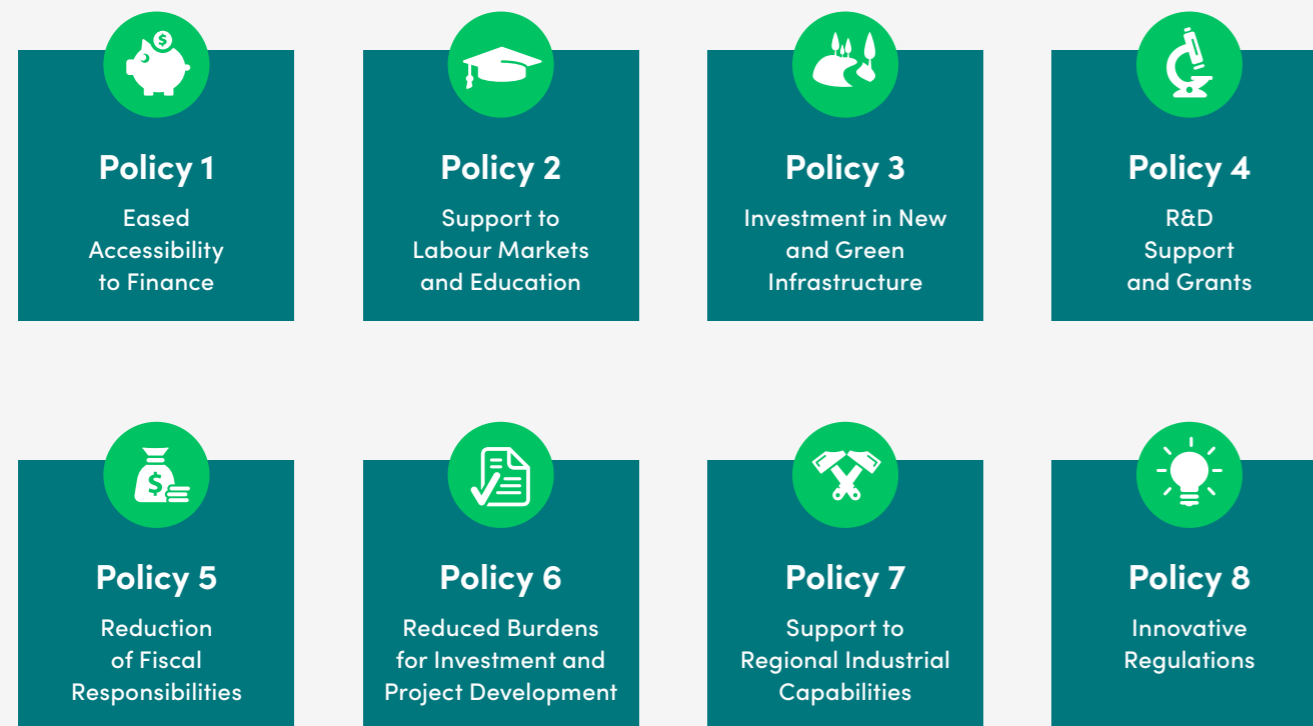 Policy 1
Eased
Accessibility
to Finance
Policy 2
Support to
Labour Markets
and Education
Policy 3
Investment in New
and Green
Infrastructure
Policy 4
R&D
Support
and Grants
Policy 5
Reduction
of Fiscal
Responsibilities
Policy 6
Reduced Burdens
for Investment and
Project Development
Policy 7
Support to
Regional Industrial
Capabilities
Policy 8
Innovative
Regulations